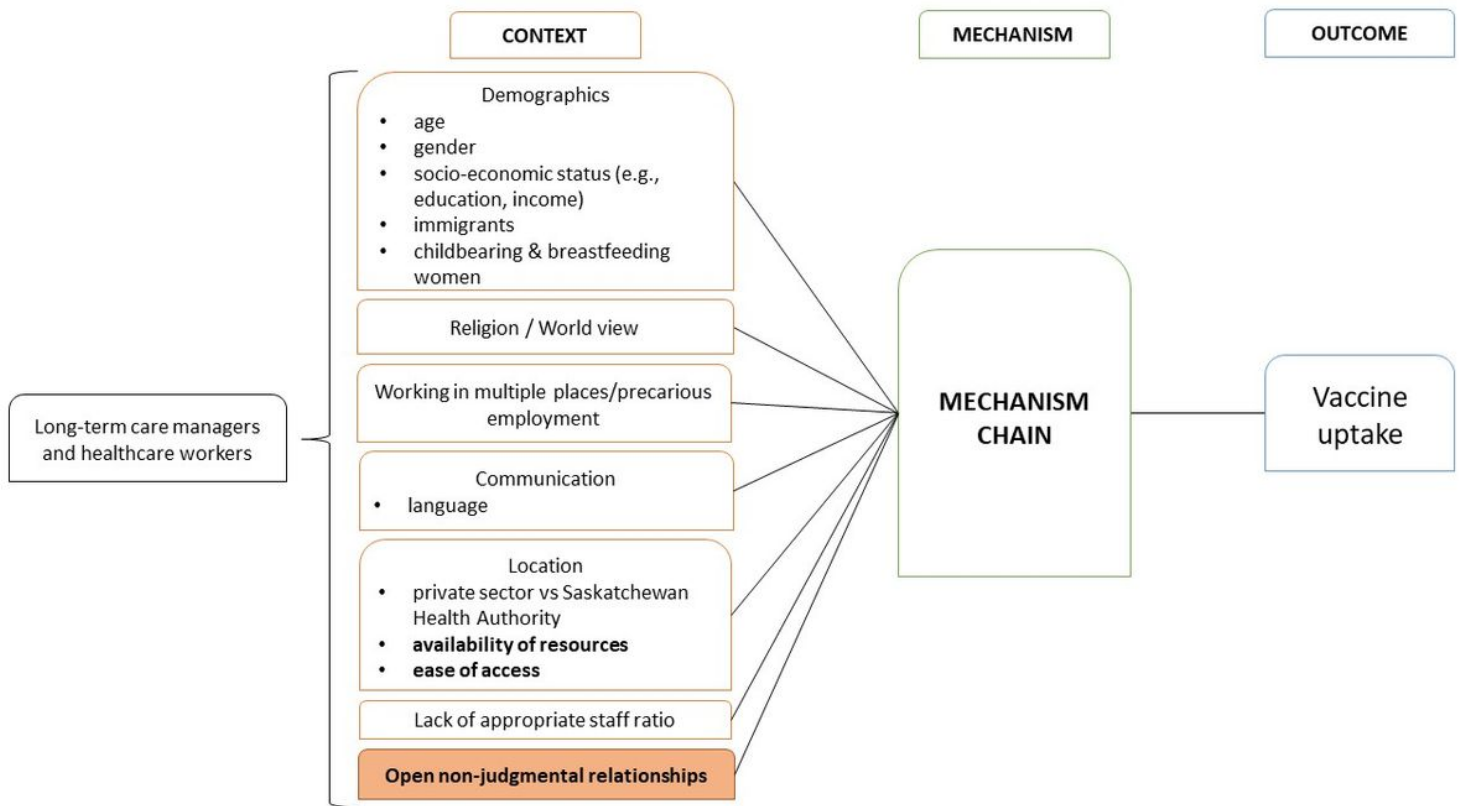 CONTEXT
MECHANISM
OUTCOME
Long-term care managers
and healthcare workers
Demographics
• age
• gender
• socio-economic status (e.g.,
education, income)
• immigrants
• childbearing & breastfeeding
women
Religion / World view
Working in multiple places/precarious
employment
Communication
• language
Location
• private sector vs Saskatchewan
Health Authority
• availability of resources
• ease of access
Lack of appropriate staff ratio
Open non-judgmental relationships
MECHANISM
CHAIN
Vaccine
uptake